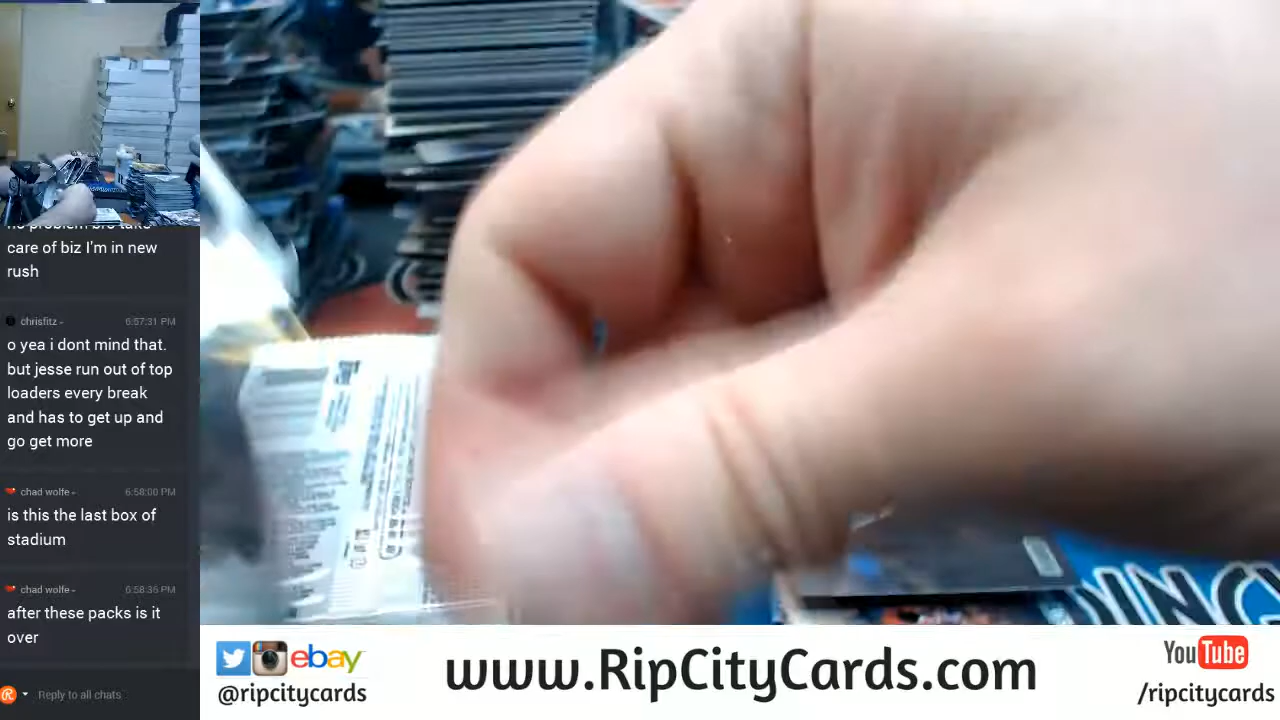 care of biz I'm in new
rush
chrisfitz
6:57:31 PM
o yea i dont mind that.
but jesse run out of top
loaders every break
and has to get up and
go get more
chad wolfe
6:58:00 PM
is this the last box of
stadium
chad wolfe
6:58:36 PM
after these packs is it
over
Reply to all chats
ebay
@ripcitycards
www.RipCityCards.com
YouTube
/ripcitycards